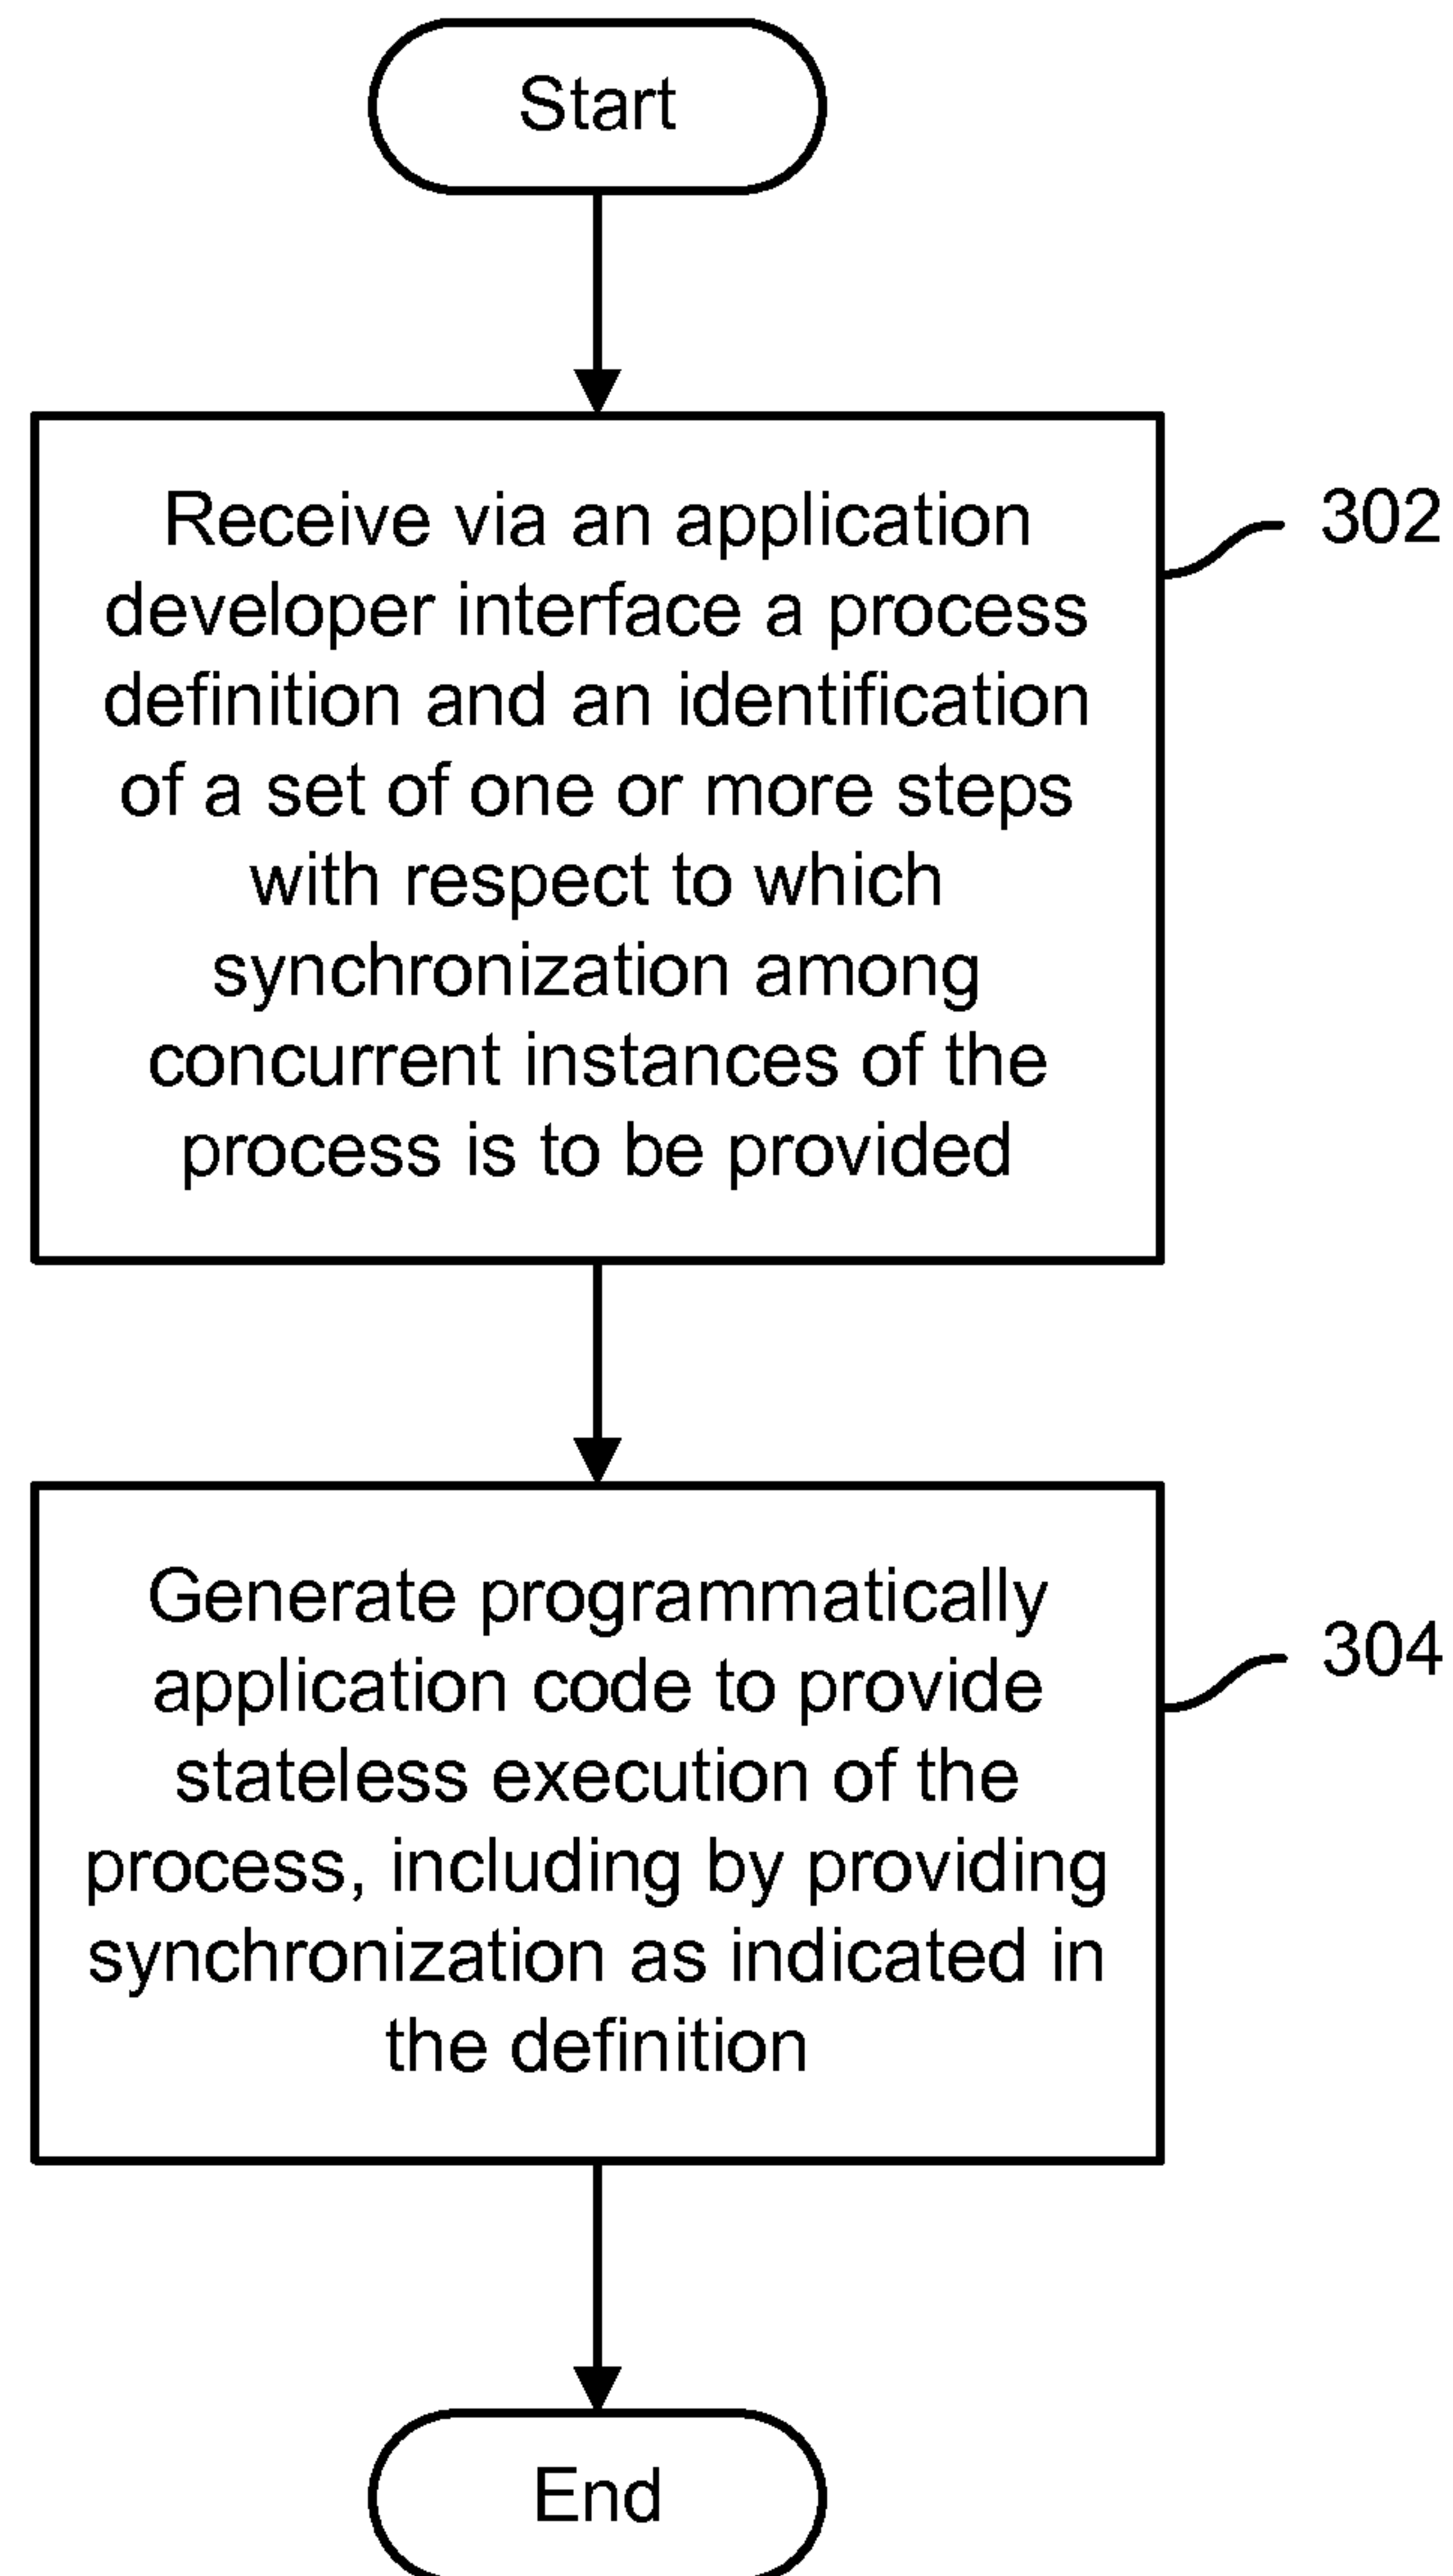 Start
Receive via an application
developer interface a process
definition and an identification
of a set of one or more steps
with respect to which
synchronization among
concurrent instances of the
process is to be provided
302
Generate programmatically
application code to provide
stateless execution of the
process, including by providing
synchronization as indicated in
the definition
304
End